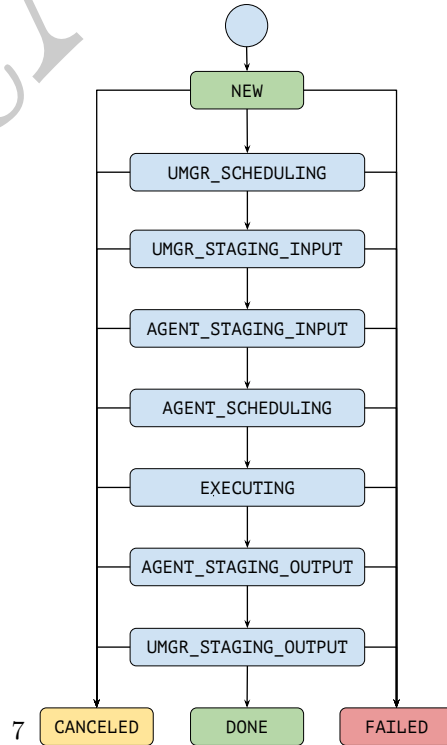 NEW
UMGR_SCHEDULING
UMGR_STAGING_INPUT
AGENT_STAGING_INPUT
AGENT_SCHEDULING
EXECUTING
AGENT_STAGING_OUTPUT
UMGR_STAGING_OUTPUT
7 CANCELED DONE FAILED